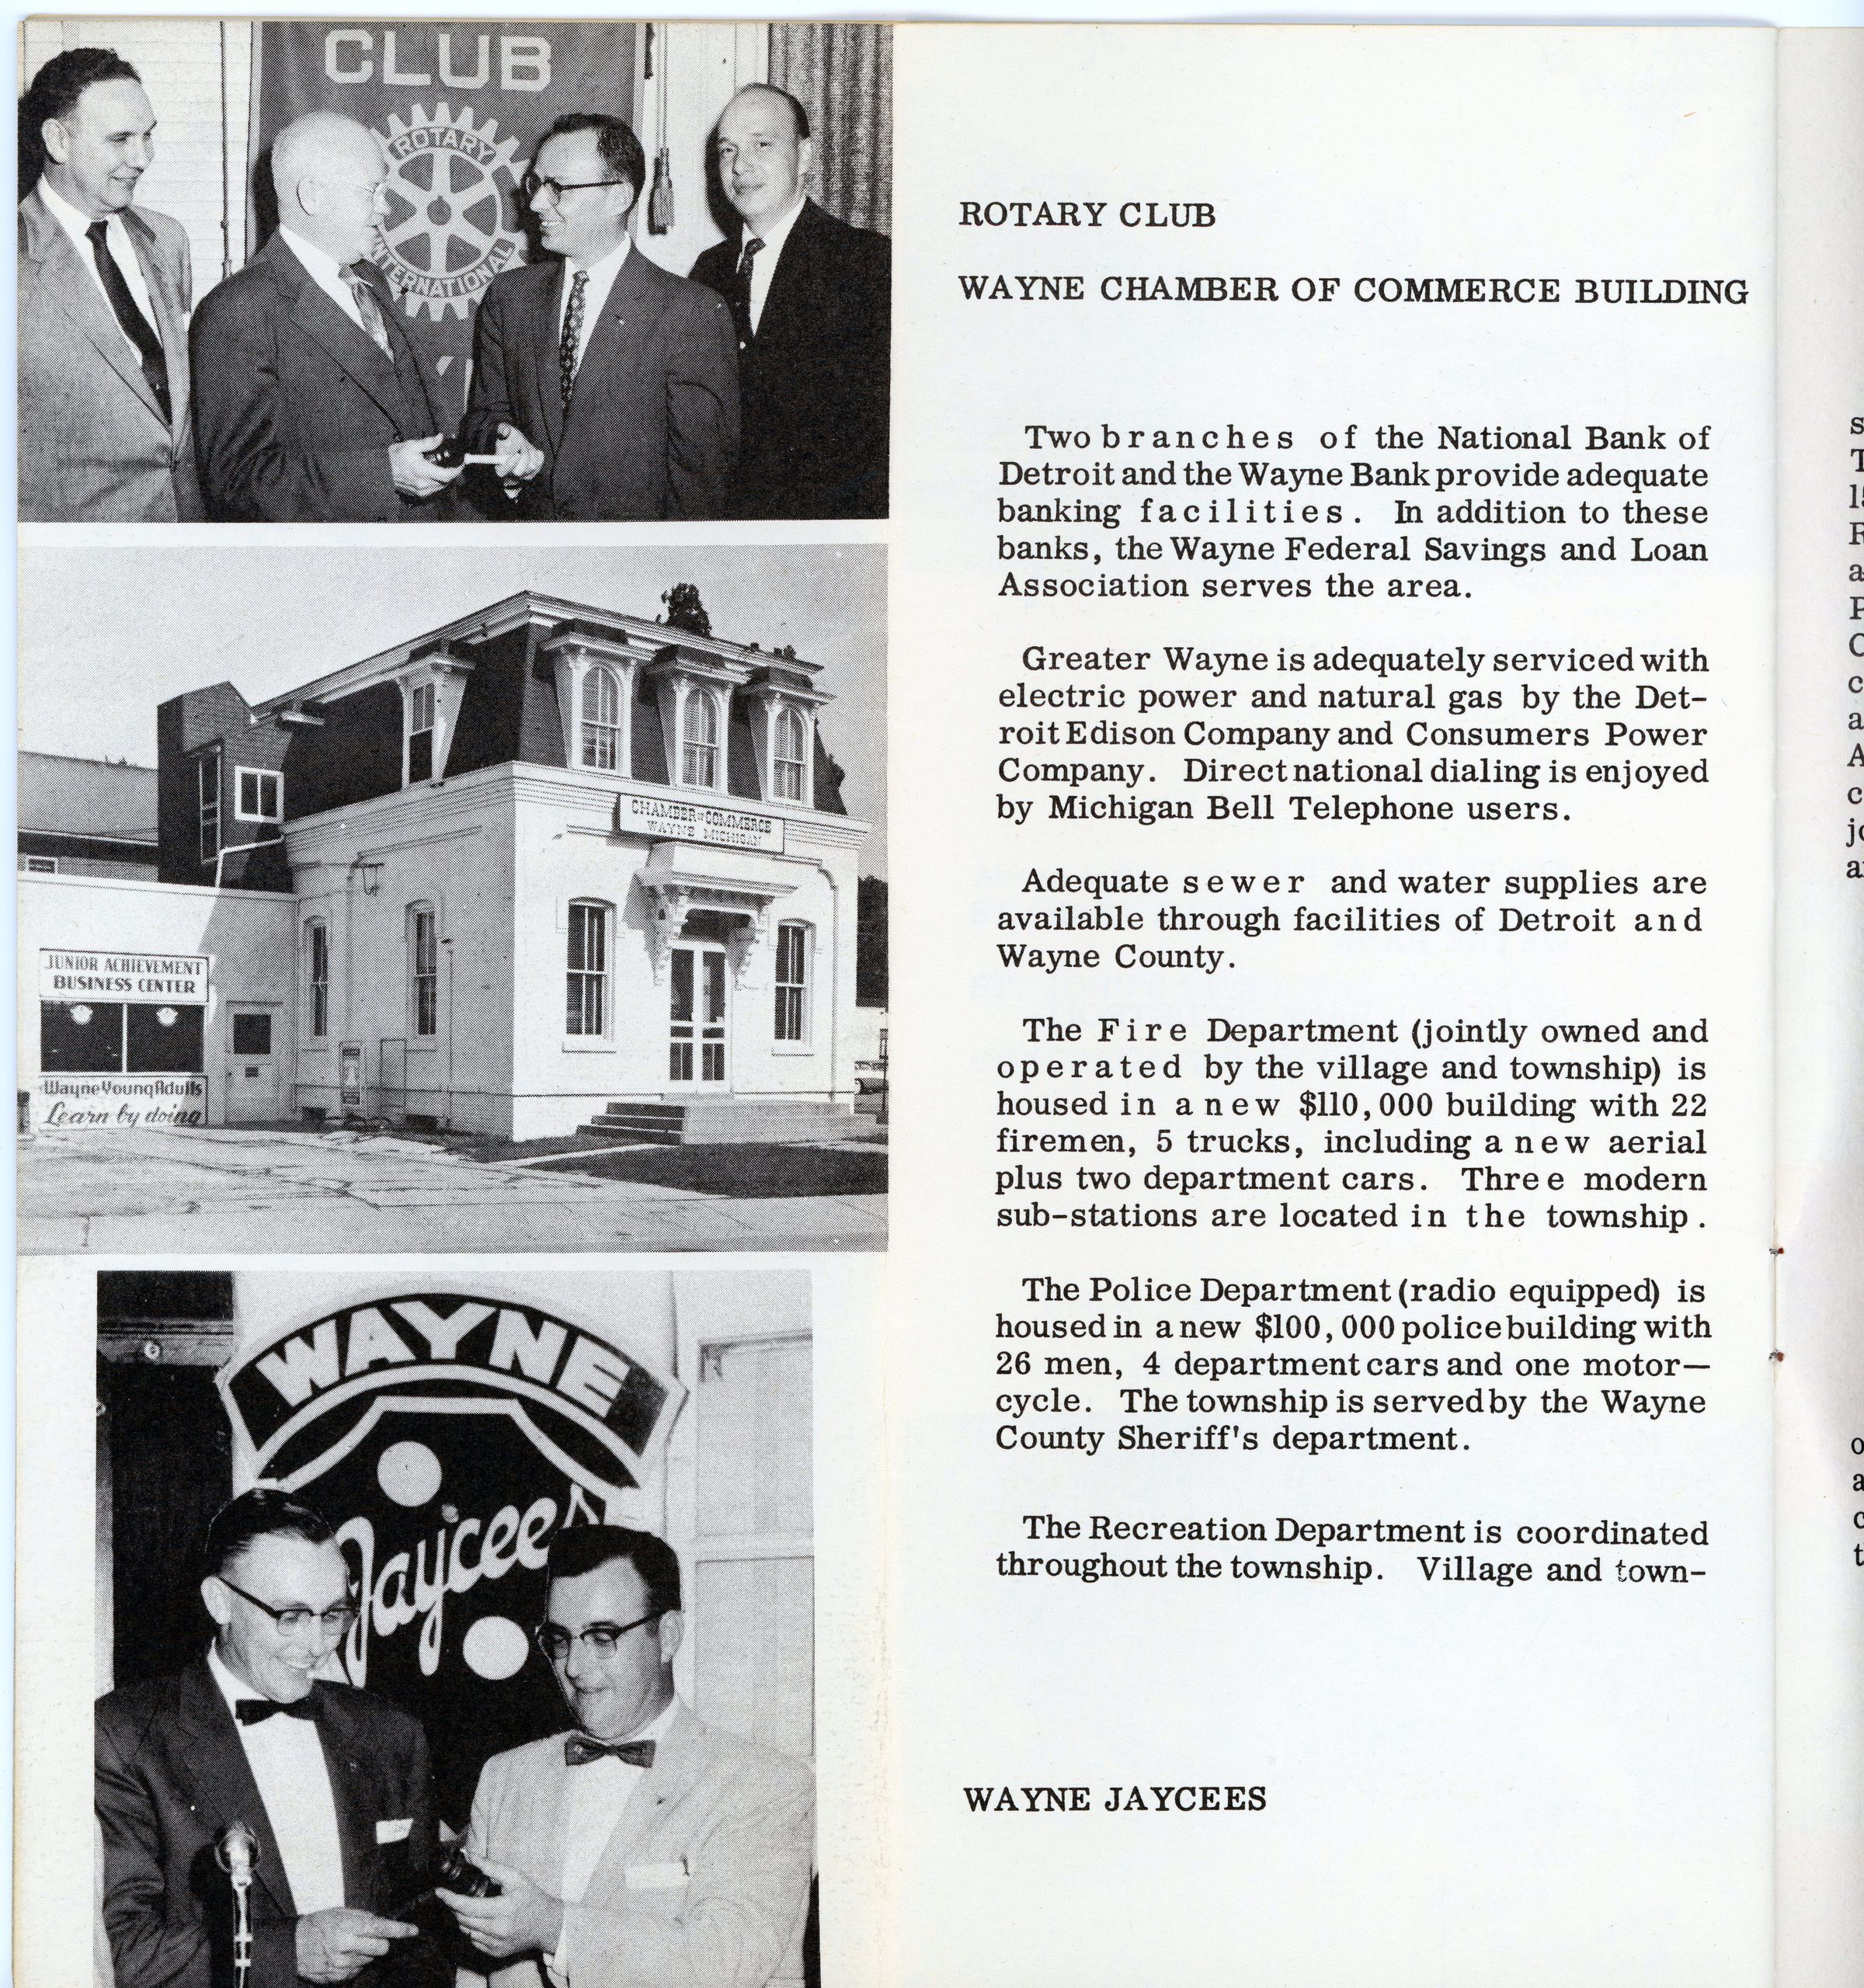 CLUB
ROTARY
INTERNATIONAL
CHAMBER OF COMMERCE
WAYNE MICHIGAN
JUNIOR ACHIEVEMENT
BUSINESS CENTER
Wayne Young Adults
Learn by doing
WAYNE
Jaycees
ROTARY CLUB
WAYNE CHAMBER OF COMMERCE BUILDING
Two branches of the National Bank of
Detroit and the Wayne Bank provide adequate
banking facilities. In addition to these
banks, the Wayne Federal Savings and Loan
Association serves the area.
Greater Wayne is adequately serviced with
electric power and natural gas by the Det-
roit Edison Company and Consumers Power
Company. Direct national dialing is enjoyed
by Michigan Bell Telephone users.
Adequate sewer and water supplies are
available through facilities of Detroit and
Wayne County.
The Fire Department (jointly owned and
operated by the village and township) is
housed in a new $110,000 building with 22
firemen, 5 trucks, including a new aerial
plus two department cars. Three modern
sub-stations are located in the township.
The Police Department (radio equipped) is
housed in a new $100,000 police building with
26 men, 4 department cars and one motor—
cycle. The township is served by the Wayne
County Sheriff's department.
The Recreation Department is coordinated
throughout the township. Village and town-
WAYNE JAYCEES